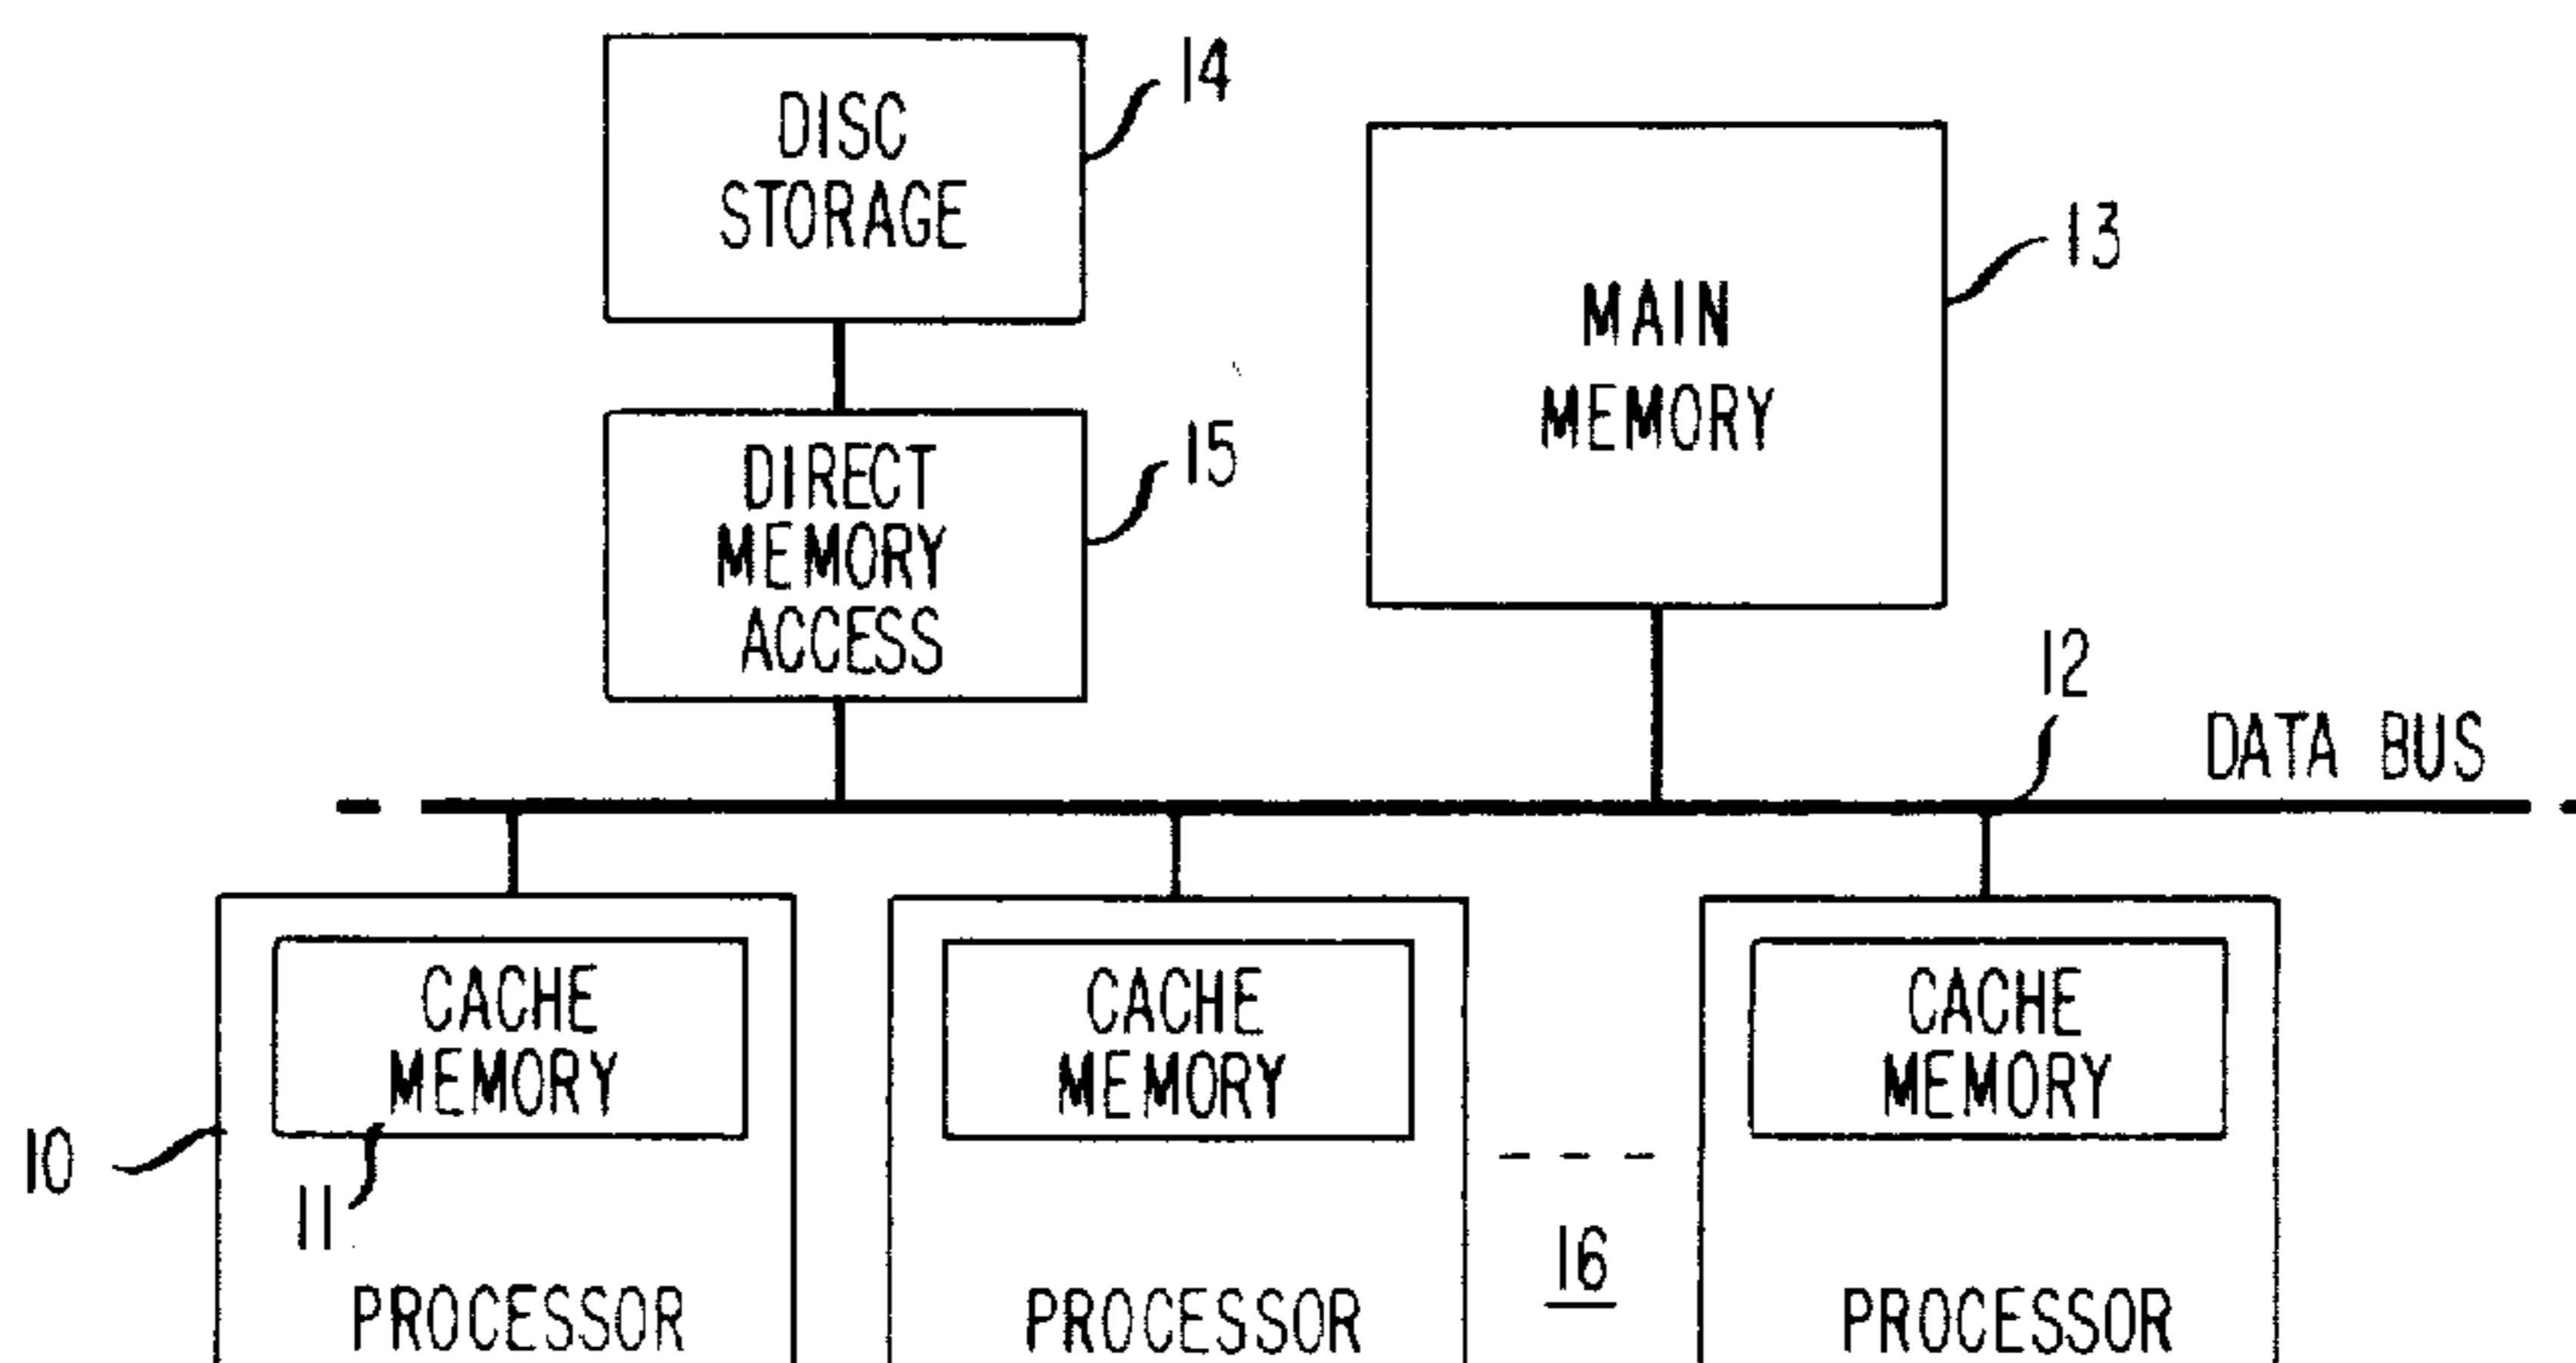 DISC
STORAGE
14
MAIN
MEMORY
13
DIRECT
MEMORY
ACCESS
15
12
DATA BUS
CACHE
MEMORY
CACHE
MEMORY
CACHE
MEMORY
10
11
16
PROCESSOR
PROCESSOR
PROCESSOR